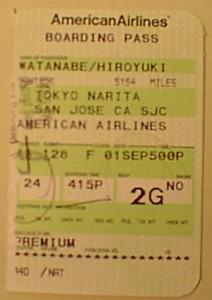 AmericanAirlines
BOARDING PASS
WATANABE/HIROYUKI
5154 MILES
TOKYO NARITA
SAN JOSE CA SJC
AMERICAN AIRLINES
128 F 01SEP500P
24 415P 2G NO
PREMIUM
/NRT